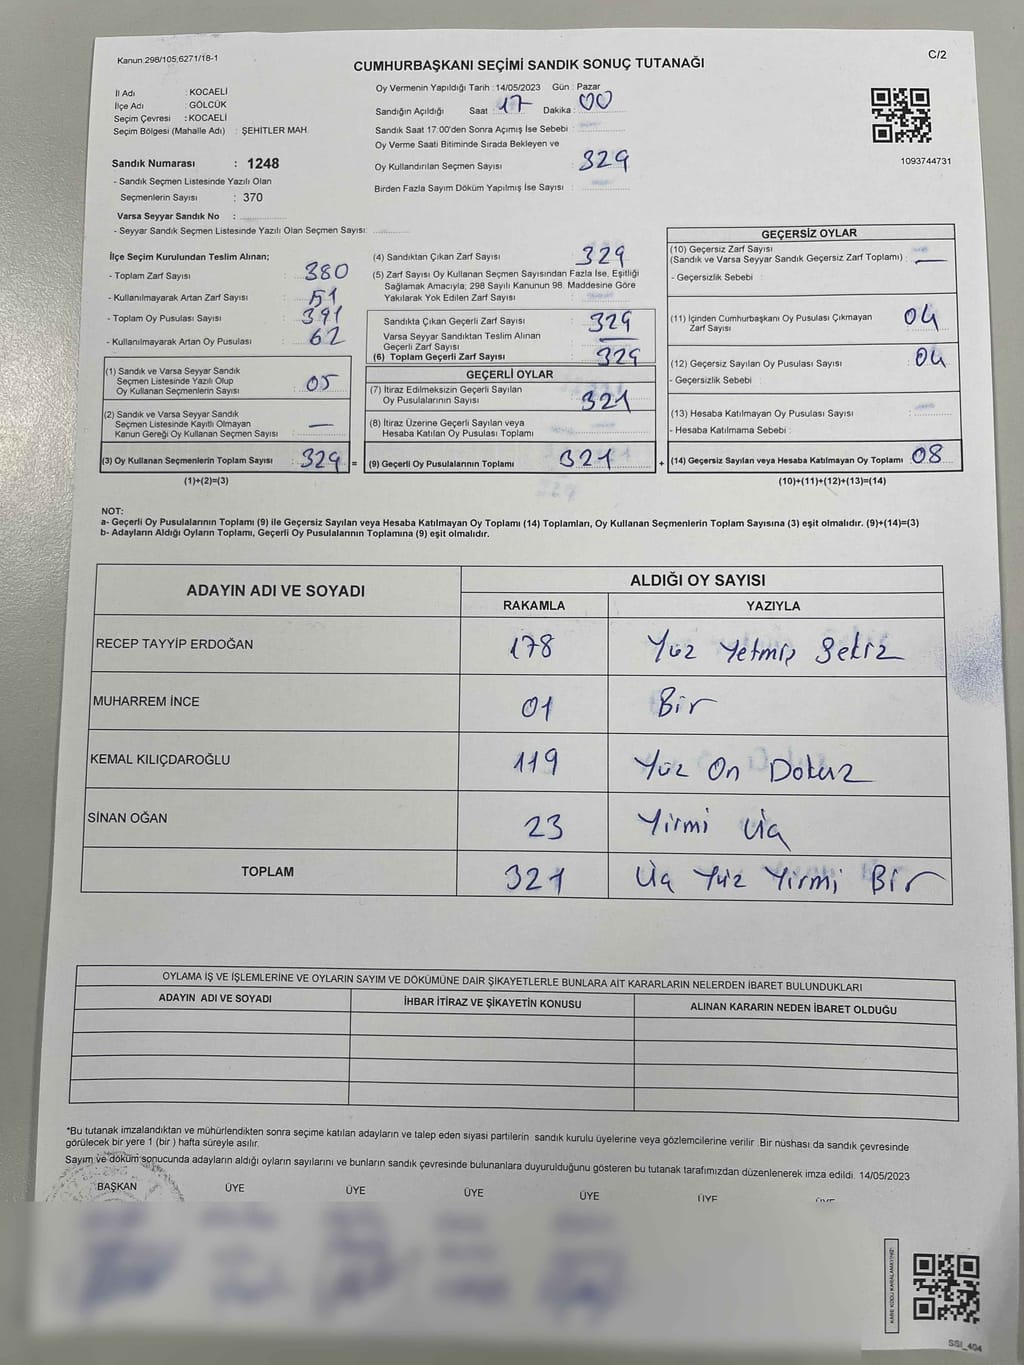 Kanun.298/105;6271/18-1
C/2
CUMHURBAŞKANI SEÇİMİ SANDIK SONUÇ TUTANAĞI
İl Adı : KOCAELİ
İlçe Adı : GÖLCÜK
Seçim Çevresi : KOCAELİ
Seçim Bölgesi (Mahalle Adı) : ŞEHİTLER MAH.
Sandık Numarası : 1248
- Sandık Seçmen Listesinde Yazılı Olan
Seçmenlerin Sayısı : 370
Varsa Seyyar Sandık No :
- Seyyar Sandık Seçmen Listesinde Yazılı Olan Seçmen Sayısı:
Oy Vermenin Yapıldığı Tarih : 14/05/2023 Gün : Pazar
Sandığın Açıldığı Saat : 17 Dakika : 00
Sandık Saat 17:00'den Sonra Açımış İse Sebebi :
Oy Verme Saati Bitiminde Sırada Bekleyen ve
Oy Kullandırılan Seçmen Sayısı : 329
Birden Fazla Sayım Döküm Yapılmış İse Sayısı :
1093744731
İlçe Seçim Kurulundan Teslim Alınan;
- Toplam Zarf Sayısı : 380
- Kullanılmayarak Artan Zarf Sayısı : 51
- Toplam Oy Pusulası Sayısı : 391
- Kullanılmayarak Artan Oy Pusulası : 62
(1) Sandık ve Varsa Seyyar Sandık
Seçmen Listesinde Yazılı Olup
Oy Kullanan Seçmenlerin Sayısı : 05
(2) Sandık ve Varsa Seyyar Sandık
Seçmen Listesinde Kayıtlı Olmayan
Kanun Gereği Oy Kullanan Seçmen Sayısı : —
(3) Oy Kullanan Seçmenlerin Toplam Sayısı : 329
(1)+(2)=(3)
(4) Sandıktan Çıkan Zarf Sayısı : 329
(5) Zarf Sayısı Oy Kullanan Seçmen Sayısından Fazla İse, Eşitliği
Sağlamak Amacıyla; 298 Sayılı Kanunun 98. Maddesine Göre
Yakılarak Yok Edilen Zarf Sayısı :
Sandıkta Çıkan Geçerli Zarf Sayısı : 329
Varsa Seyyar Sandıktan Teslim Alınan
Geçerli Zarf Sayısı :
(6) Toplam Geçerli Zarf Sayısı : 329
GEÇERLİ OYLAR
(7) İtiraz Edilmeksizin Geçerli Sayılan
Oy Pusulalarının Sayısı : 321
(8) İtiraz Üzerine Geçerli Sayılan veya
Hesaba Katılan Oy Pusulası Toplamı :
= (9) Geçerli Oy Pusulalarının Toplamı : 321 +
GEÇERSİZ OYLAR
(10) Geçersiz Zarf Sayısı
(Sandık ve Varsa Seyyar Sandık Geçersiz Zarf Toplamı) : —
- Geçersizlik Sebebi :
(11) İçinden Cumhurbaşkanı Oy Pusulası Çıkmayan
Zarf Sayısı : 04
(12) Geçersiz Sayılan Oy Pusulası Sayısı : 04
- Geçersizlik Sebebi :
(13) Hesaba Katılmayan Oy Pusulası Sayısı :
- Hesaba Katılmama Sebebi :
(14) Geçersiz Sayılan veya Hesaba Katılmayan Oy Toplamı : 08
(10)+(11)+(12)+(13)=(14)
NOT:
a- Geçerli Oy Pusulalarının Toplamı (9) ile Geçersiz Sayılan veya Hesaba Katılmayan Oy Toplamı (14) Toplamları, Oy Kullanan Seçmenlerin Toplam Sayısına (3) eşit olmalıdır. (9)+(14)=(3)
b- Adayların Aldığı Oyların Toplamı, Geçerli Oy Pusulalarının Toplamına (9) eşit olmalıdır.
ADAYIN ADI VE SOYADI ALDIĞI OY SAYISI
RAKAMLA YAZIYLA
RECEP TAYYİP ERDOĞAN 178 Yüz Yetmiş Sekiz
MUHARREM İNCE 01 Bir
KEMAL KILIÇDAROĞLU 119 Yüz On Dokuz
SİNAN OĞAN 23 Yirmi Üç
TOPLAM 321 Üç Yüz Yirmi Bir
OYLAMA İŞ VE İŞLEMLERİNE VE OYLARIN SAYIM VE DÖKÜMÜNE DAİR ŞİKAYETLERLE BUNLARA AİT KARARLARIN NELERDEN İBARET BULUNDUKLARI
ADAYIN ADI VE SOYADI İHBAR İTİRAZ VE ŞİKAYETİN KONUSU ALINAN KARARIN NEDEN İBARET OLDUĞU
*Bu tutanak imzalandıktan ve mühürlendikten sonra seçime katılan adayların ve talep eden siyasi partilerin sandık kurulu üyelerine veya gözlemcilerine verilir .Bir nüshası da sandık çevresinde
görülecek bir yere 1 (bir ) hafta süreyle asılır.
Sayım ve döküm sonucunda adayların aldığı oyların sayılarını ve bunların sandık çevresinde bulunanlara duyurulduğunu gösteren bu tutanak tarafımızdan düzenlenerek imza edildi. 14/05/2023
BAŞKAN ÜYE ÜYE ÜYE ÜYE ÜYE ÜYE
KARE KODU KARALAMAYINIZ!
SSI_404